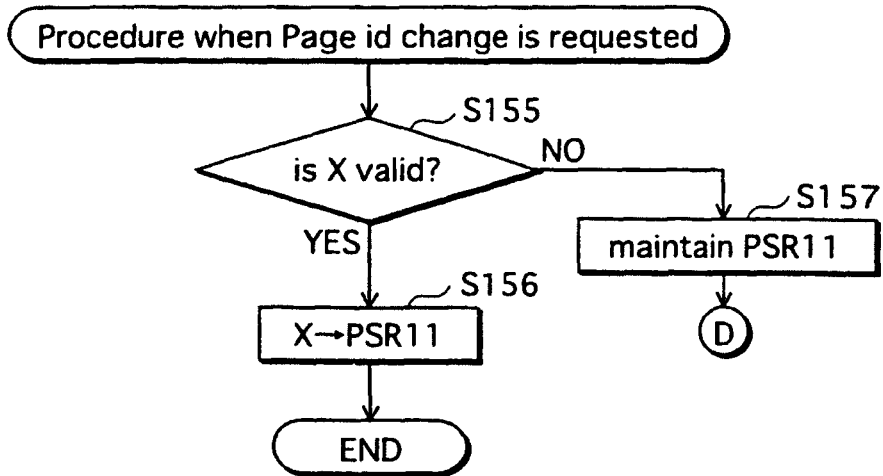 Procedure when Page id change is requested
S155
is X valid?
NO
S157
YES
maintain PSR11
S156
X→PSR11
D
END